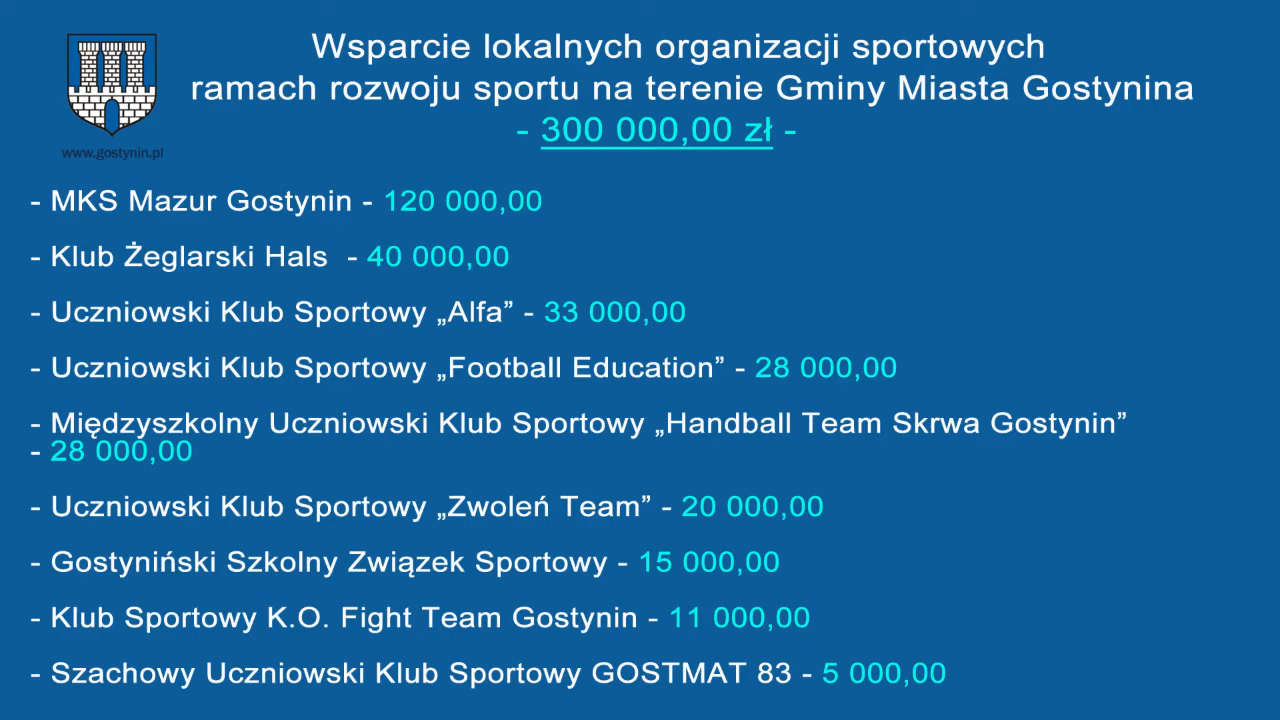 Wsparcie lokalnych organizacji sportowych
ramach rozwoju sportu na terenie Gminy Miasta Gostynina
- 300 000,00 zł -
www.gostynin.pl
- MKS Mazur Gostynin - 120 000,00
- Klub Żeglarski Hals - 40 000,00
- Uczniowski Klub Sportowy „Alfa” - 33 000,00
- Uczniowski Klub Sportowy „Football Education” - 28 000,00
- Międzyszkolny Uczniowski Klub Sportowy „Handball Team Skrwa Gostynin”
- 28 000,00
- Uczniowski Klub Sportowy „Zwoleń Team” - 20 000,00
- Gostyniński Szkolny Związek Sportowy - 15 000,00
- Klub Sportowy K.O. Fight Team Gostynin - 11 000,00
- Szachowy Uczniowski Klub Sportowy GOSTMAT 83 - 5 000,00